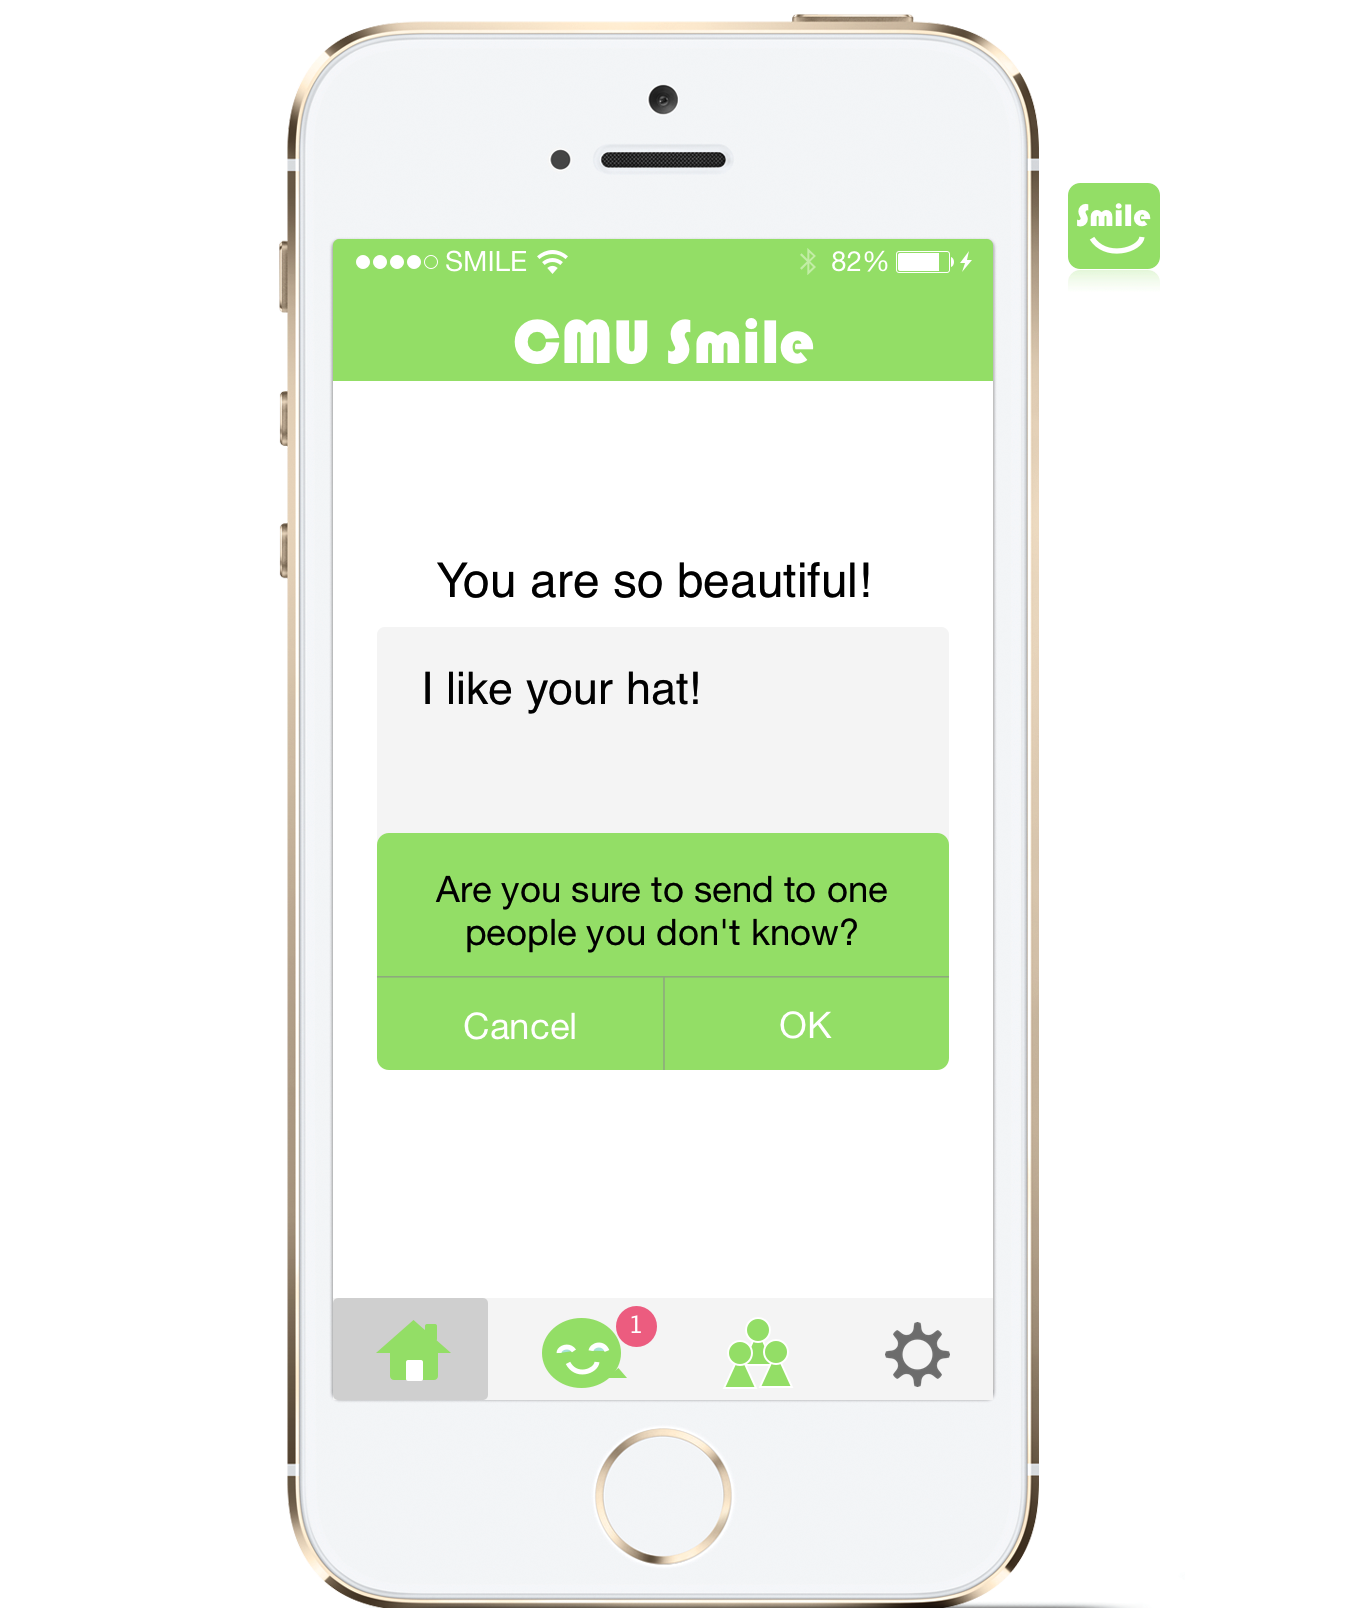 SMILE 82%
Smile
CMU Smile
You are so beautiful!
I like your hat!
Are you sure to send to one
people you don't know?
Cancel OK
1